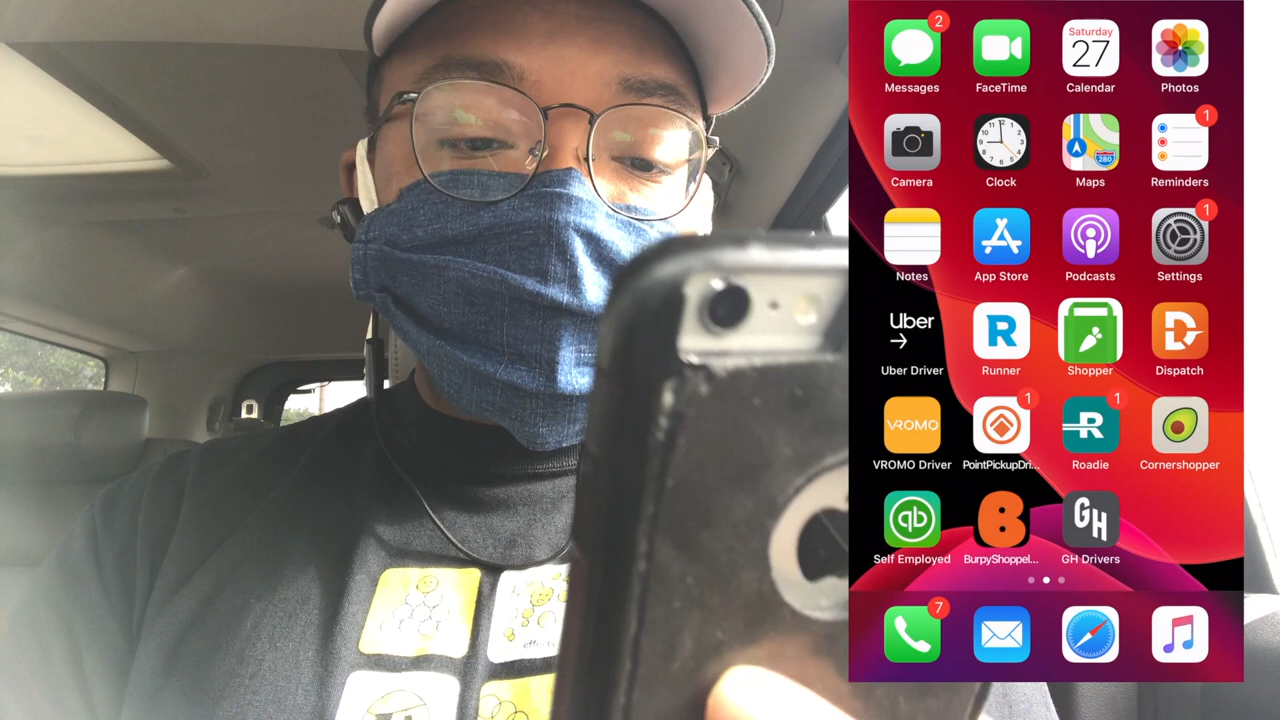 effects
2
Saturday
27
Messages
FaceTime
Calendar
Photos
1
280
Camera
Clock
Maps
Reminders
1
Notes
App Store
Podcasts
Settings
Uber
R
D
Uber Driver
Runner
Shopper
Dispatch
VROMO
1
R
1
VROMO Driver
PointPickupDri...
Roadie
Cornershopper
qb
B
GH
Self Employed
BurpyShoppel...
GH Drivers
7